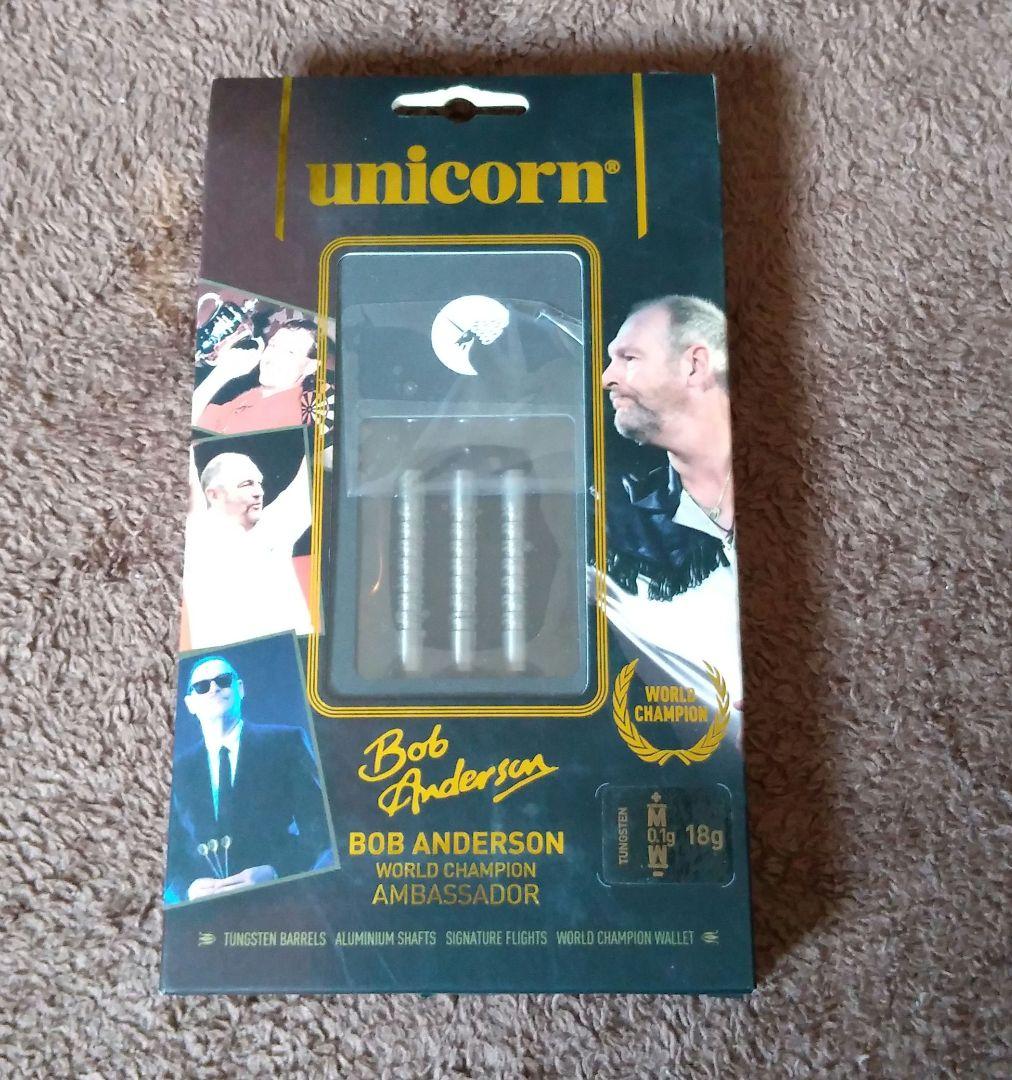 unicorn®
WORLD
CHAMPION
Bob
Anderson
BOB ANDERSON
WORLD CHAMPION
AMBASSADOR
TUNGSTEN
+
M
0.1g
W
-
18g
TUNGSTEN BARRELS ALUMINIUM SHAFTS SIGNATURE FLIGHTS WORLD CHAMPION WALLET